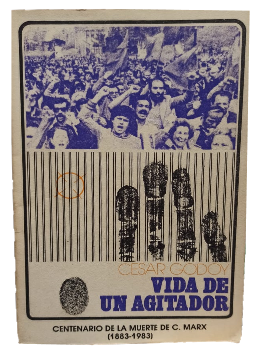 CESAR GODOY
VIDA DE
UN AGITADOR
CENTENARIO DE LA MUERTE DE C. MARX
(1883-1983)